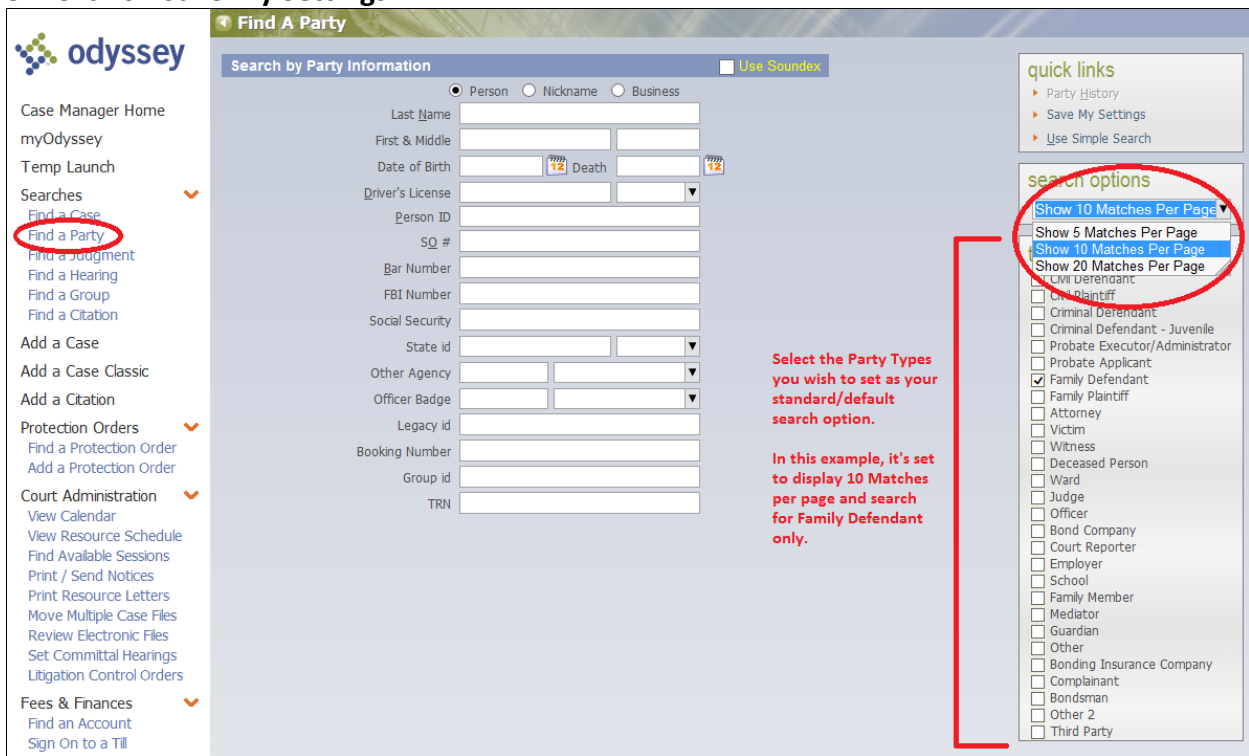 Find A Party
odyssey
Case Manager Home
myOdyssey
Temp Launch
Searches
Find a Case
Find a Party
Find a Judgment
Find a Hearing
Find a Group
Find a Citation
Add a Case
Add a Case Classic
Add a Citation
Protection Orders
Find a Protection Order
Add a Protection Order
Court Administration
View Calendar
View Resource Schedule
Find Available Sessions
Print / Send Notices
Print Resource Letters
Move Multiple Case Files
Review Electronic Files
Set Committal Hearings
Litigation Control Orders
Fees & Finances
Find an Account
Sign On to a Till
Search by Party Information Use Soundex
Person Nickname Business
Last Name
First & Middle
Date of Birth 12 Death 12
Driver's License
Person ID
SO #
Bar Number
FBI Number
Social Security
State id
Other Agency
Officer Badge
Legacy id
Booking Number
Group id
TRN
Select the Party Types
you wish to set as your
standard/default
search option.
In this example, it's set
to display 10 Matches
per page and search
for Family Defendant
only.
quick links
Party History
Save My Settings
Use Simple Search
search options
Show 10 Matches Per Page
Show 5 Matches Per Page
Show 10 Matches Per Page
Show 20 Matches Per Page
Civil Defendant
Civil Plaintiff
Criminal Defendant
Criminal Defendant - Juvenile
Probate Executor/Administrator
Probate Applicant
Family Defendant
Family Plaintiff
Attorney
Victim
Witness
Deceased Person
Ward
Judge
Officer
Bond Company
Court Reporter
Employer
School
Family Member
Mediator
Guardian
Other
Bonding Insurance Company
Complainant
Bondsman
Other 2
Third Party